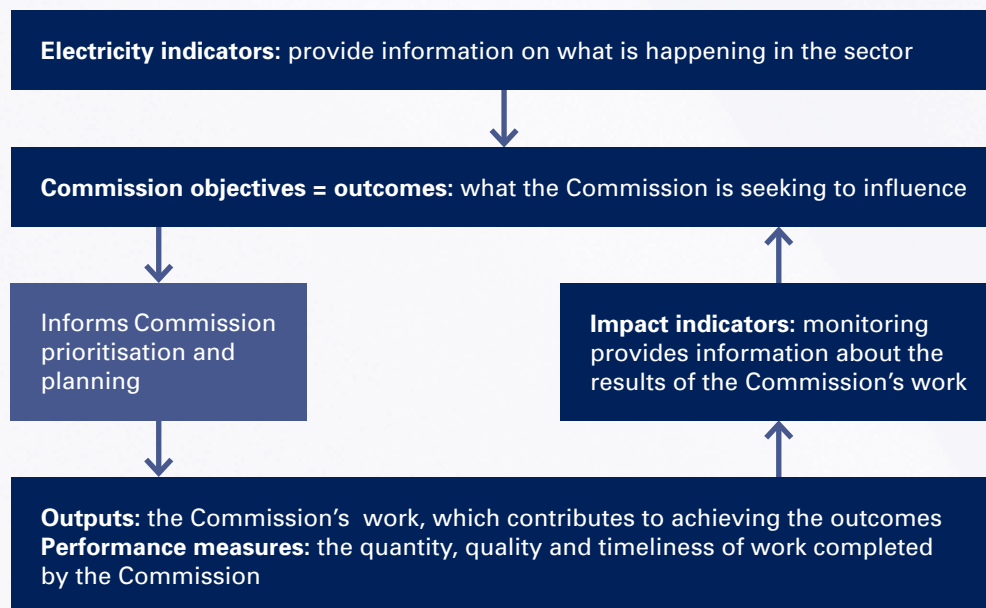 Electricity indicators: provide information on what is happening in the sector
Commission objectives = outcomes: what the Commission is seeking to influence
Informs Commission
prioritisation and
planning
Impact indicators: monitoring
provides information about the
results of the Commission’s work
Outputs: the Commission’s work, which contributes to achieving the outcomes
Performance measures: the quantity, quality and timeliness of work completed
by the Commission